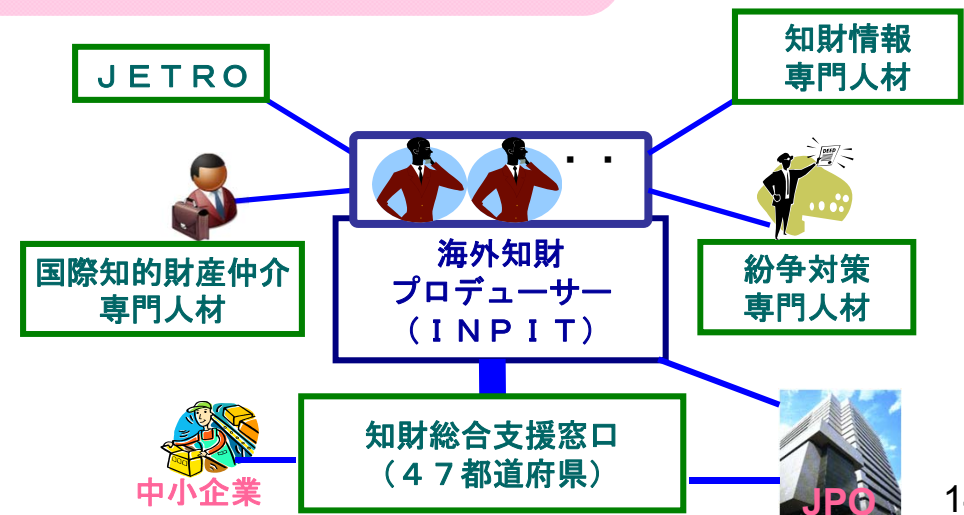 JETRO
知財情報
専門人材
国際知的財産仲介
専門人材
海外知財
プロデューサー
(INPIT)
紛争対策
専門人材
知財総合支援窓口
(47都道府県)
中小企業
JPO